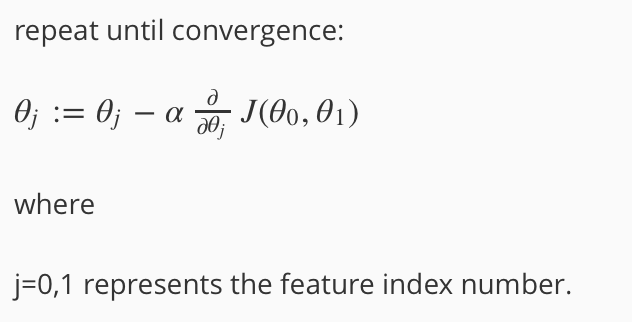 repeat until convergence:
θj := θj − α ∂/∂θj J(θ0, θ1)
where
j=0,1 represents the feature index number.